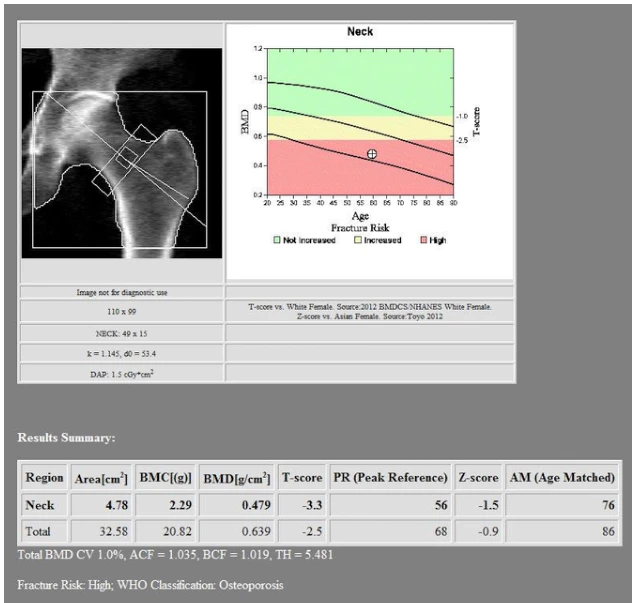 Neck
1.2
1.0
0.8
0.6
0.4
0.2
BMD
-1.0
-2.5
T-score
20 25 30 35 40 45 50 55 60 65 70 75 80 85 90
Age
Fracture Risk
Not Increased Increased High
Image not for diagnostic use
110 x 99
T-score vs. White Female. Source:2012 BMDCS/NHANES White Female.
Z-score vs. Asian Female. Source:Toyo 2012
NECK: 49 x 15
k = 1.145, d0 = 53.4
DAP: 1.5 cGy*cm²
Results Summary:
Region Area[cm²] BMC[(g)] BMD[g/cm²] T-score PR (Peak Reference) Z-score AM (Age Matched)
Neck 4.78 2.29 0.479 -3.3 56 -1.5 76
Total 32.58 20.82 0.639 -2.5 68 -0.9 86
Total BMD CV 1.0%, ACF = 1.035, BCF = 1.019, TH = 5.481
Fracture Risk: High; WHO Classification: Osteoporosis